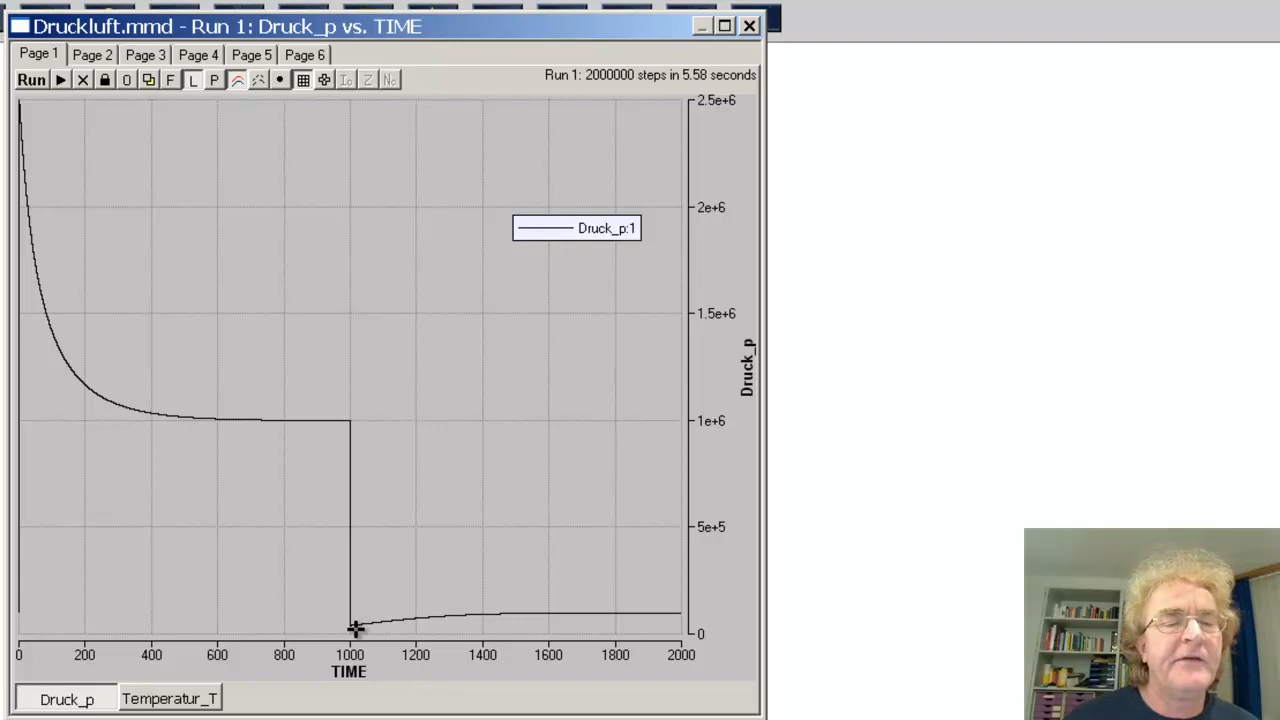 Druckluft.mmd - Run 1: Druck_p vs. TIME
Page 1 Page 2 Page 3 Page 4 Page 5 Page 6
Run 0 F L P Z
Run 1: 2000000 steps in 5.58 seconds
2.5e+6
2e+6
Druck_p:1
1.5e+6
Druck_p
1e+6
5e+5
0
0 200 400 600 800 1000 1200 1400 1600 1800 2000
TIME
Druck_p Temperatur_T